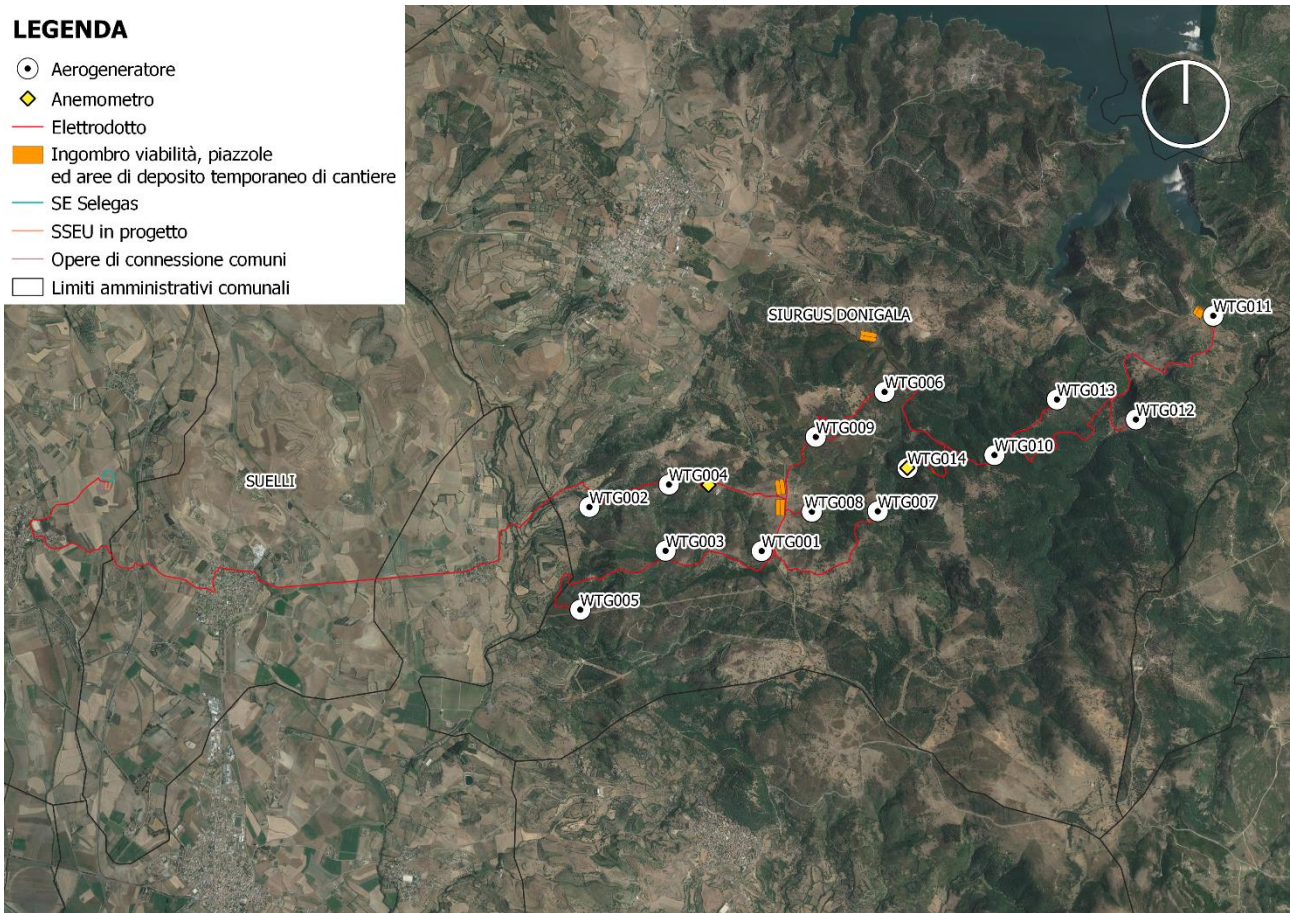 LEGENDA
Aerogeneratore
Anemometro
Elettrodotto
Ingombro viabilità, piazzole
ed aree di deposito temporaneo di cantiere
SE Selegas
SSEU in progetto
Opere di connessione comuni
Limiti amministrativi comunali
WTG011
SIURGUS DONIGALA
WTG006
WTG013
WTG012
WTG009
WTG010
WTG014
WTG004
SUELLI
WTG002
WTG008
WTG007
WTG003
WTG001
WTG005